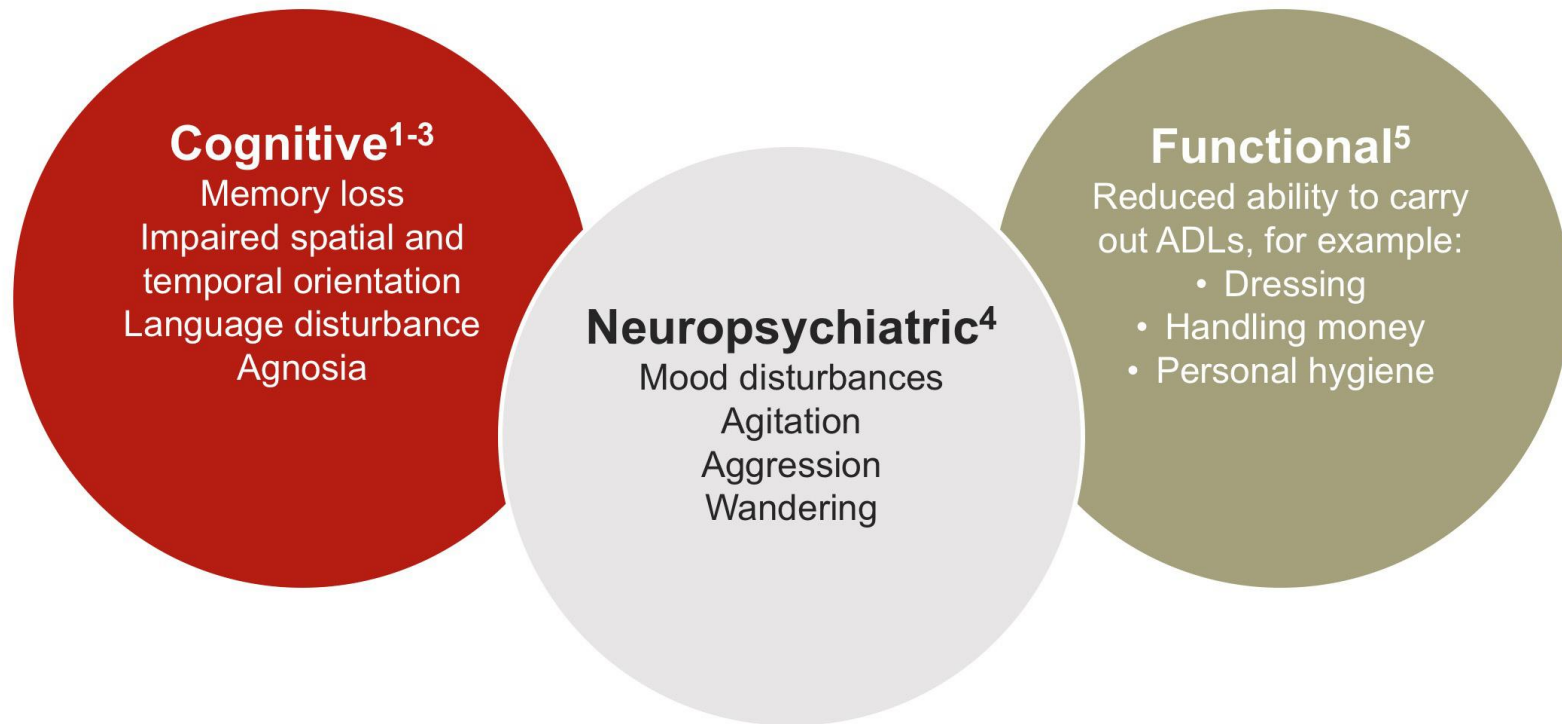 Cognitive1-3
Memory loss
Impaired spatial and
temporal orientation
Language disturbance
Agnosia
Neuropsychiatric4
Mood disturbances
Agitation
Aggression
Wandering
Functional5
Reduced ability to carry
out ADLs, for example:
• Dressing
• Handling money
• Personal hygiene